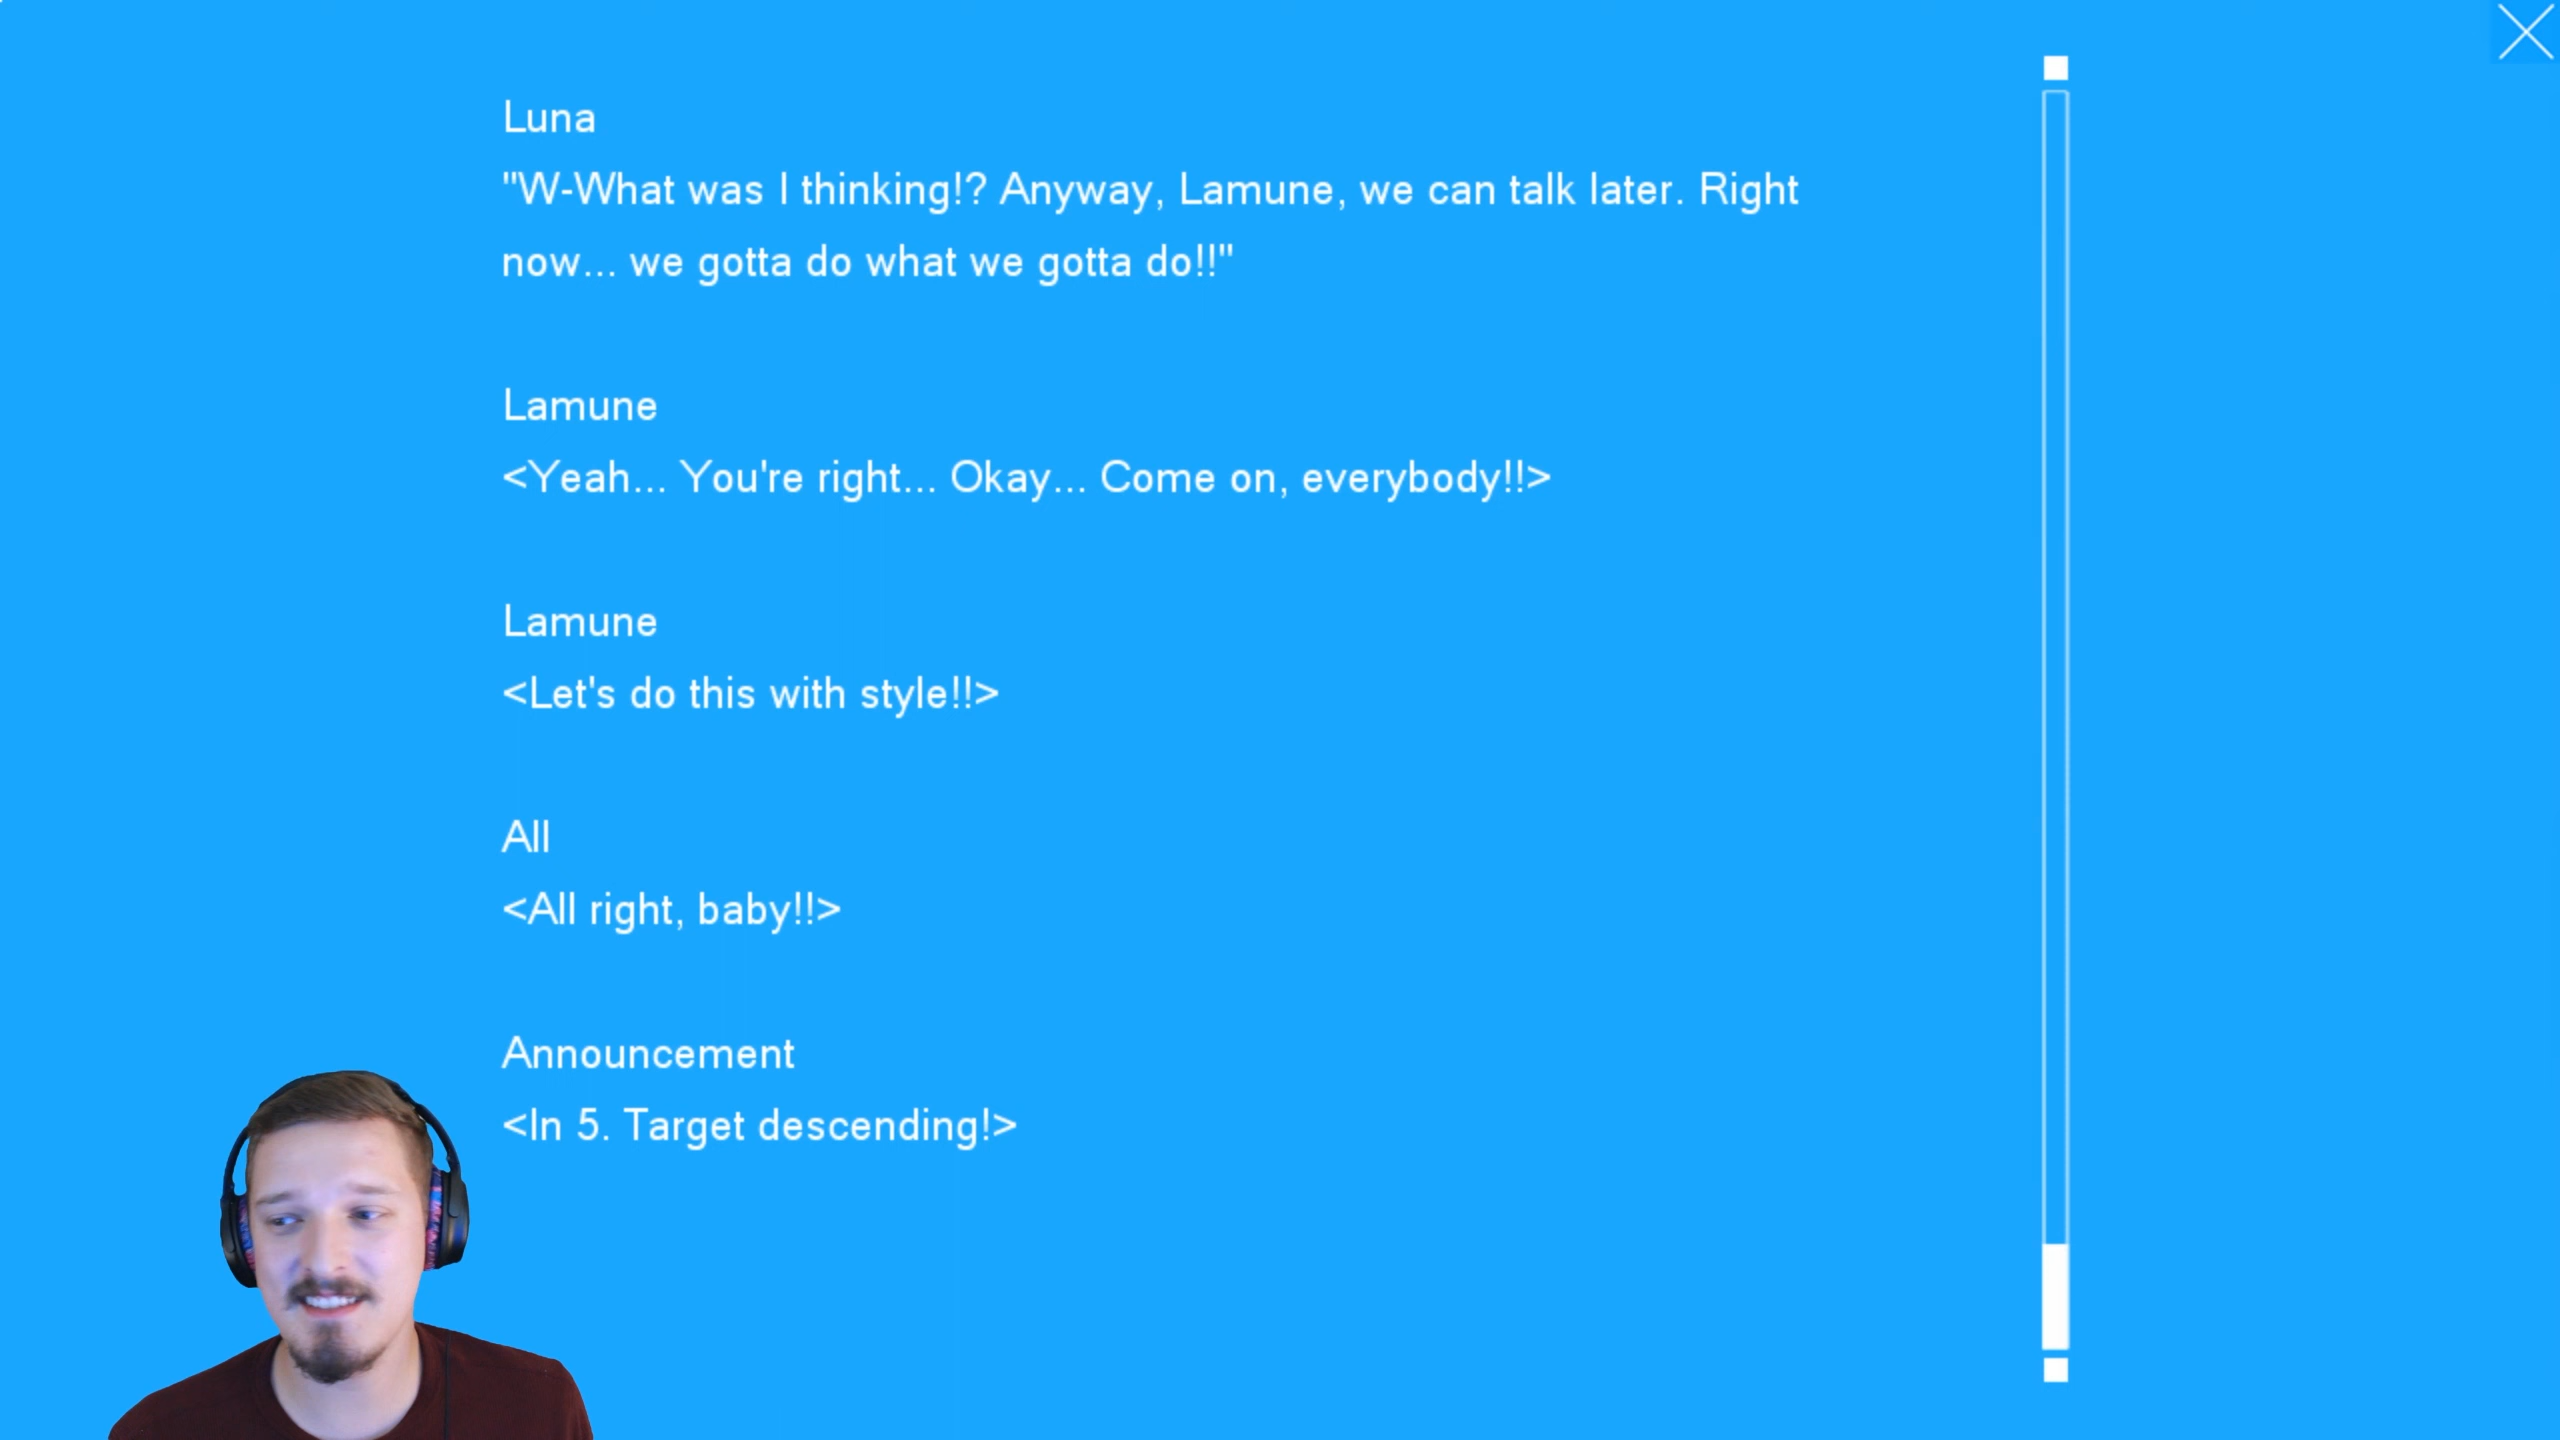 Luna
"W-What was I thinking!? Anyway, Lamune, we can talk later. Right
now... we gotta do what we gotta do!!"
Lamune
<Yeah... You're right... Okay... Come on, everybody!!>
Lamune
<Let's do this with style!!>
All
<All right, baby!!>
Announcement
<In 5. Target descending!>